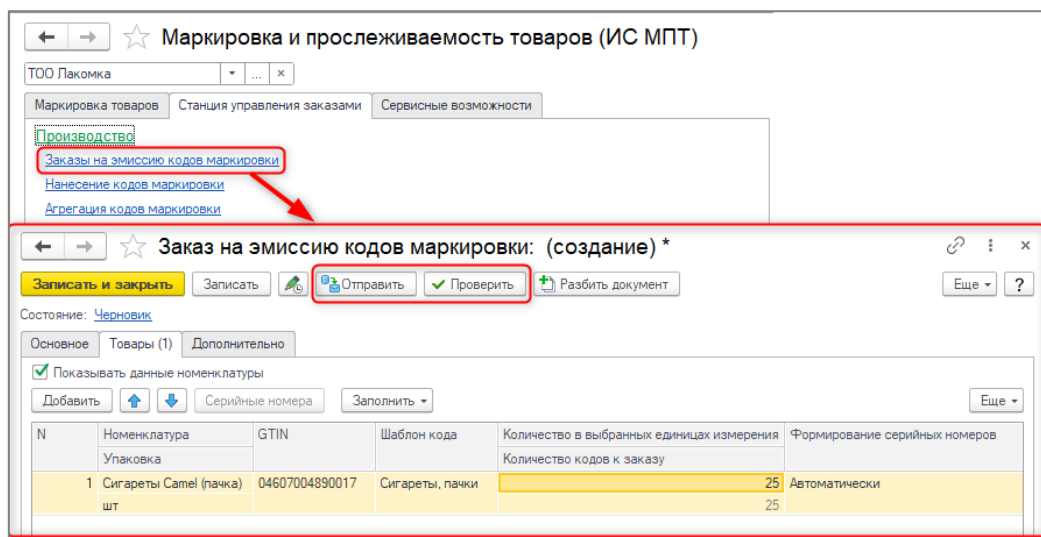 Маркировка и прослеживаемость товаров (ИС МПТ)
ТОО Лакомка
Маркировка товаров Станция управления заказами Сервисные возможности
Производство
Заказы на эмиссию кодов маркировки
Нанесение кодов маркировки
Агрегация кодов маркировки
Заказ на эмиссию кодов маркировки: (создание) *
Записать и закрыть Записать Отправить Проверить Разбить документ Еще ?
Состояние: Черновик
Основное Товары (1) Дополнительно
Показывать данные номенклатуры
Добавить Серийные номера Заполнить Еще
N Номенклатура GTIN Шаблон кода Количество в выбранных единицах измерения Формирование серийных номеров
Упаковка Количество кодов к заказу
1 Сигареты Camel (пачка) 04607004890017 Сигареты, пачки 25 Автоматически
шт 25